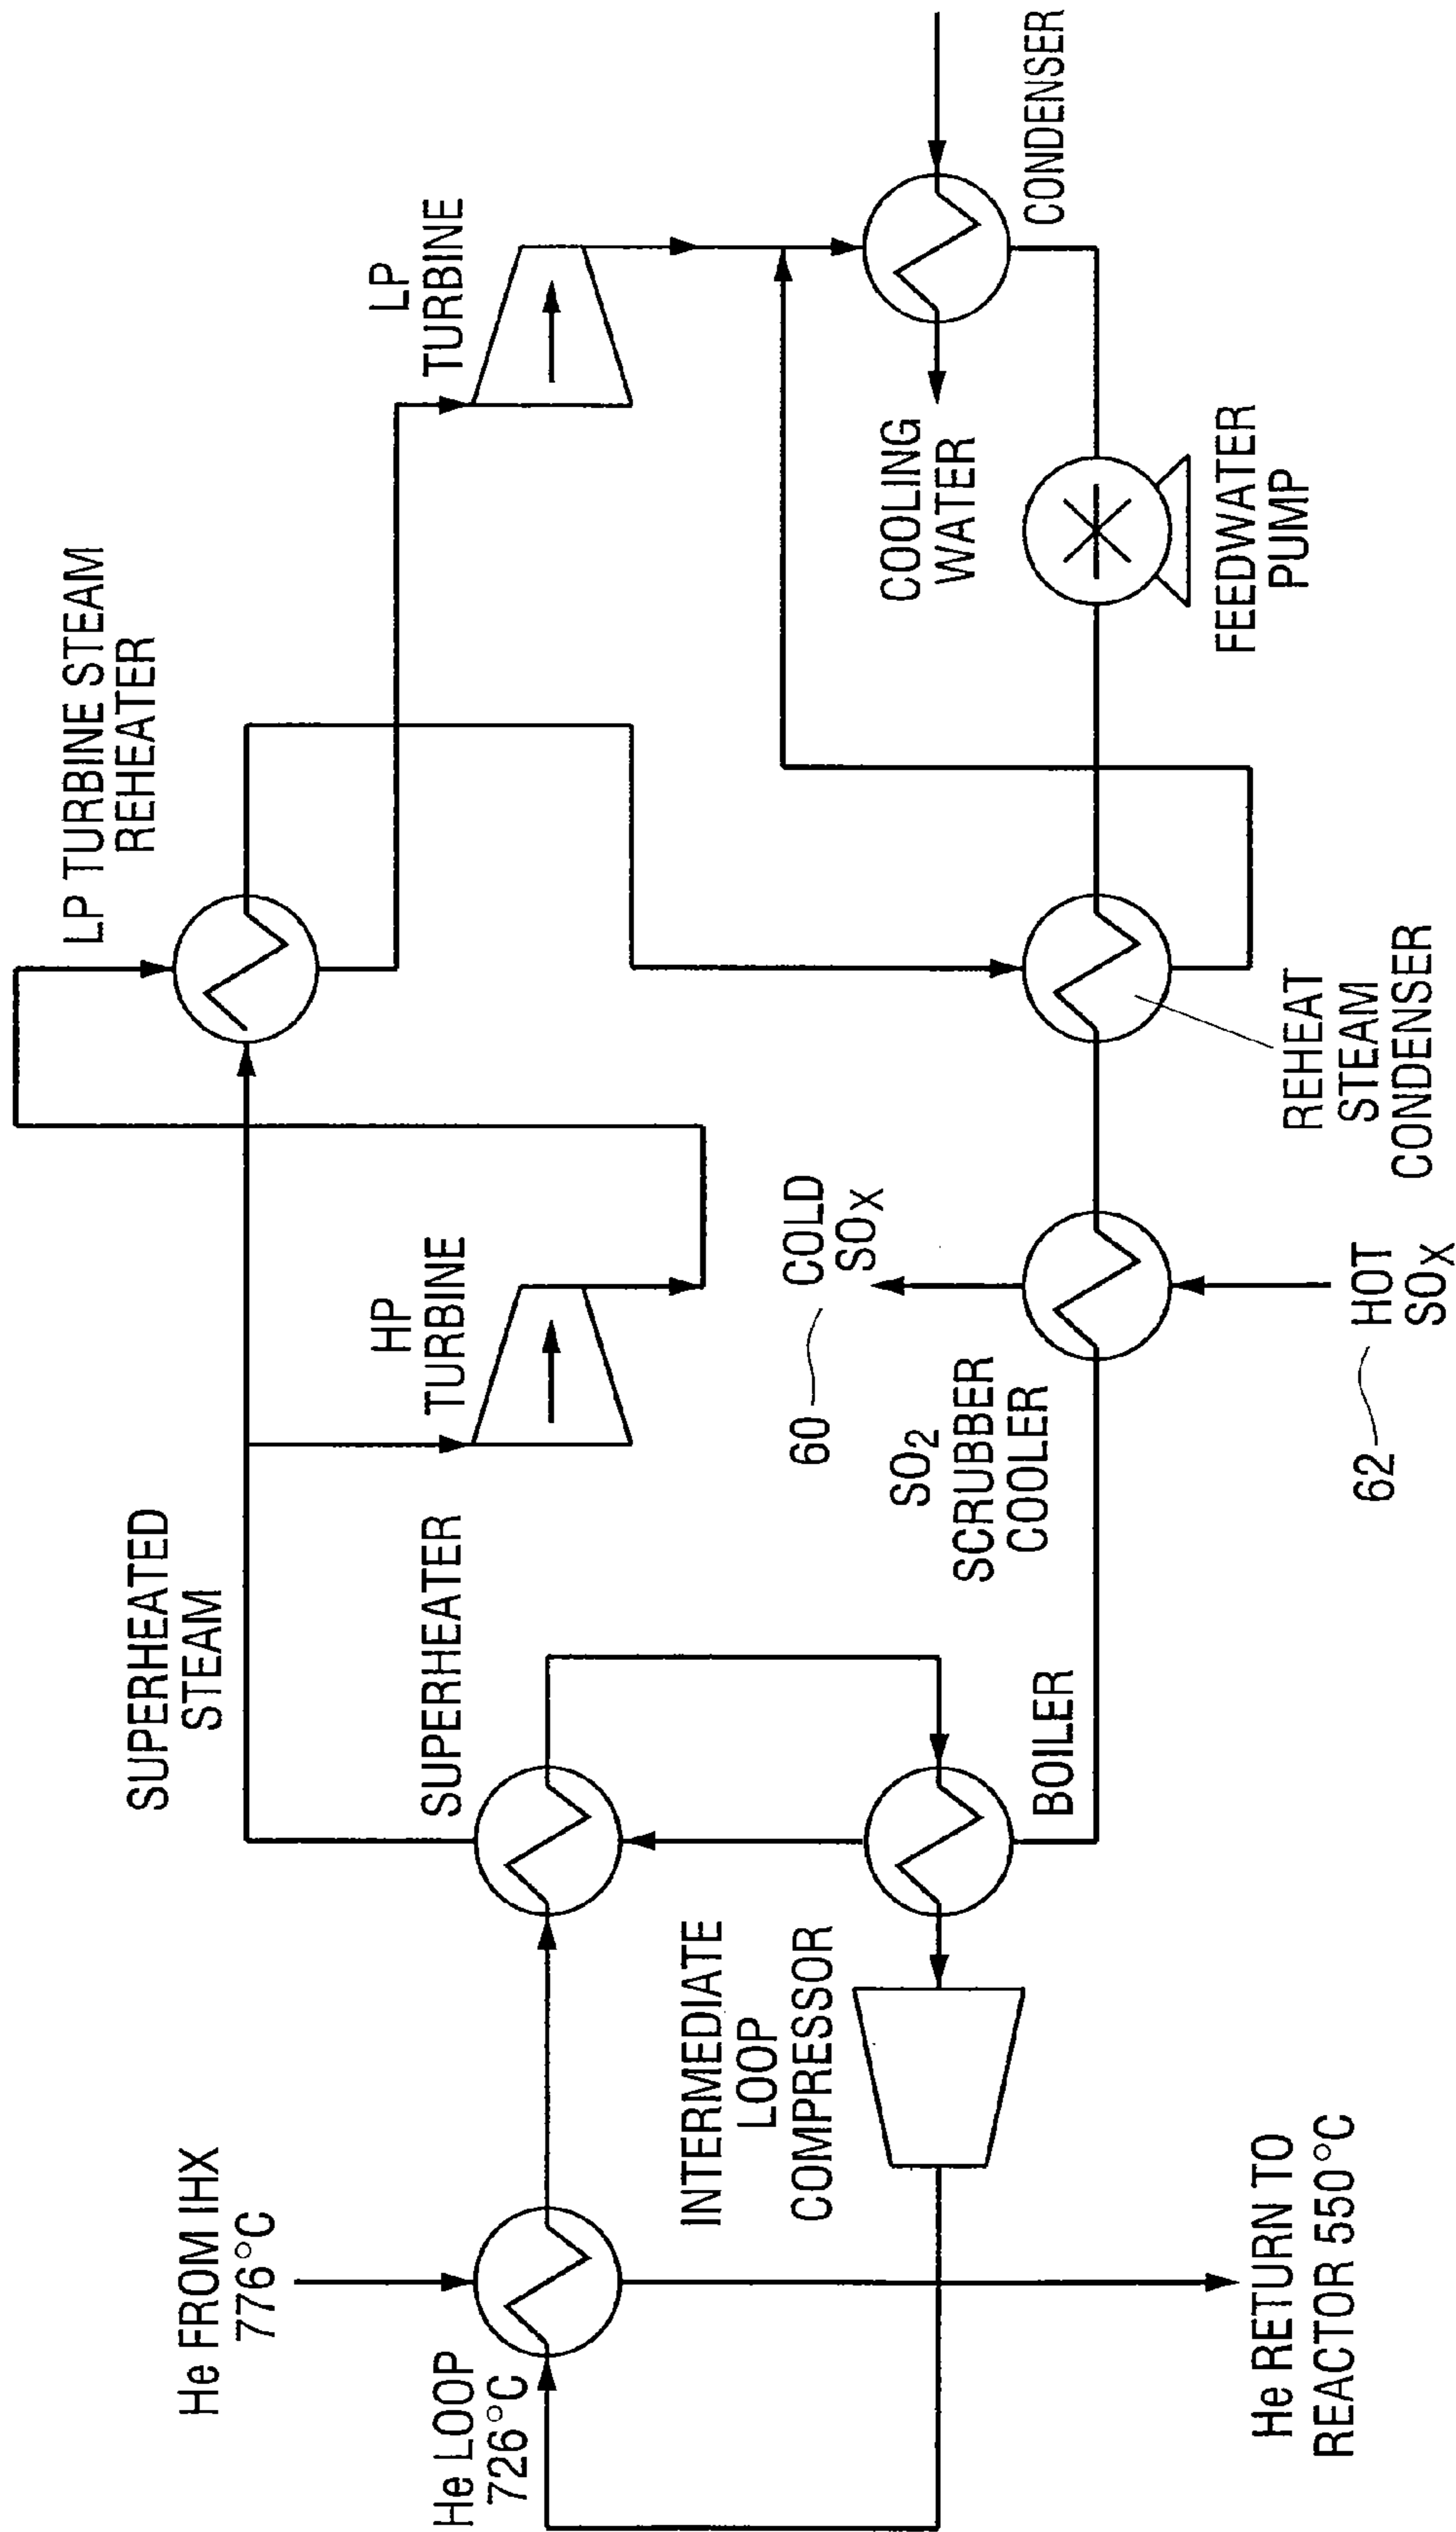 He FROM IHX
776°C
He LOOP
726°C
SUPERHEATED
STEAM
SUPERHEATER
HP
TURBINE
LP TURBINE STEAM
REHEATER
LP
TURBINE
INTERMEDIATE
LOOP
COMPRESSOR
BOILER
He RETURN TO
REACTOR 550°C
SO2
SCRUBBER
COOLER
60
COLD
SOX
62
HOT
SOX
REHEAT
STEAM
CONDENSER
FEEDWATER
PUMP
COOLING
WATER
CONDENSER